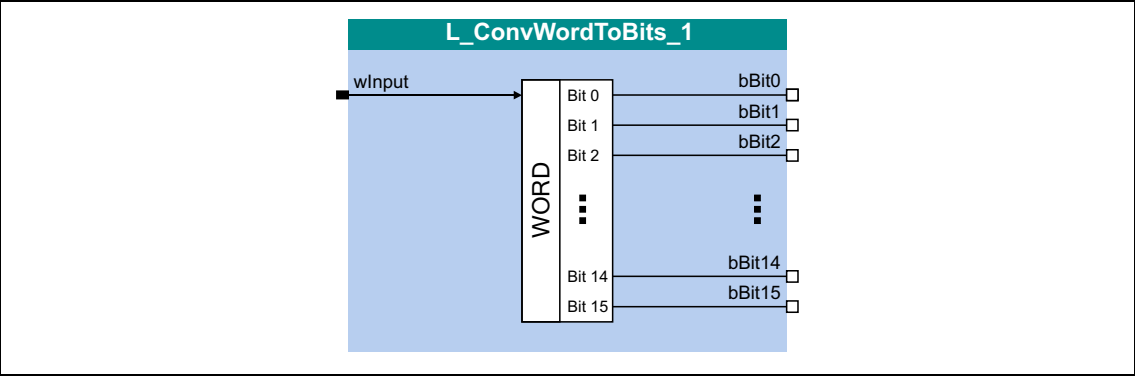 L_ConvWordToBits_1
wInput
WORD
Bit 0
bBit0
Bit 1
bBit1
Bit 2
bBit2
Bit 14
bBit14
Bit 15
bBit15